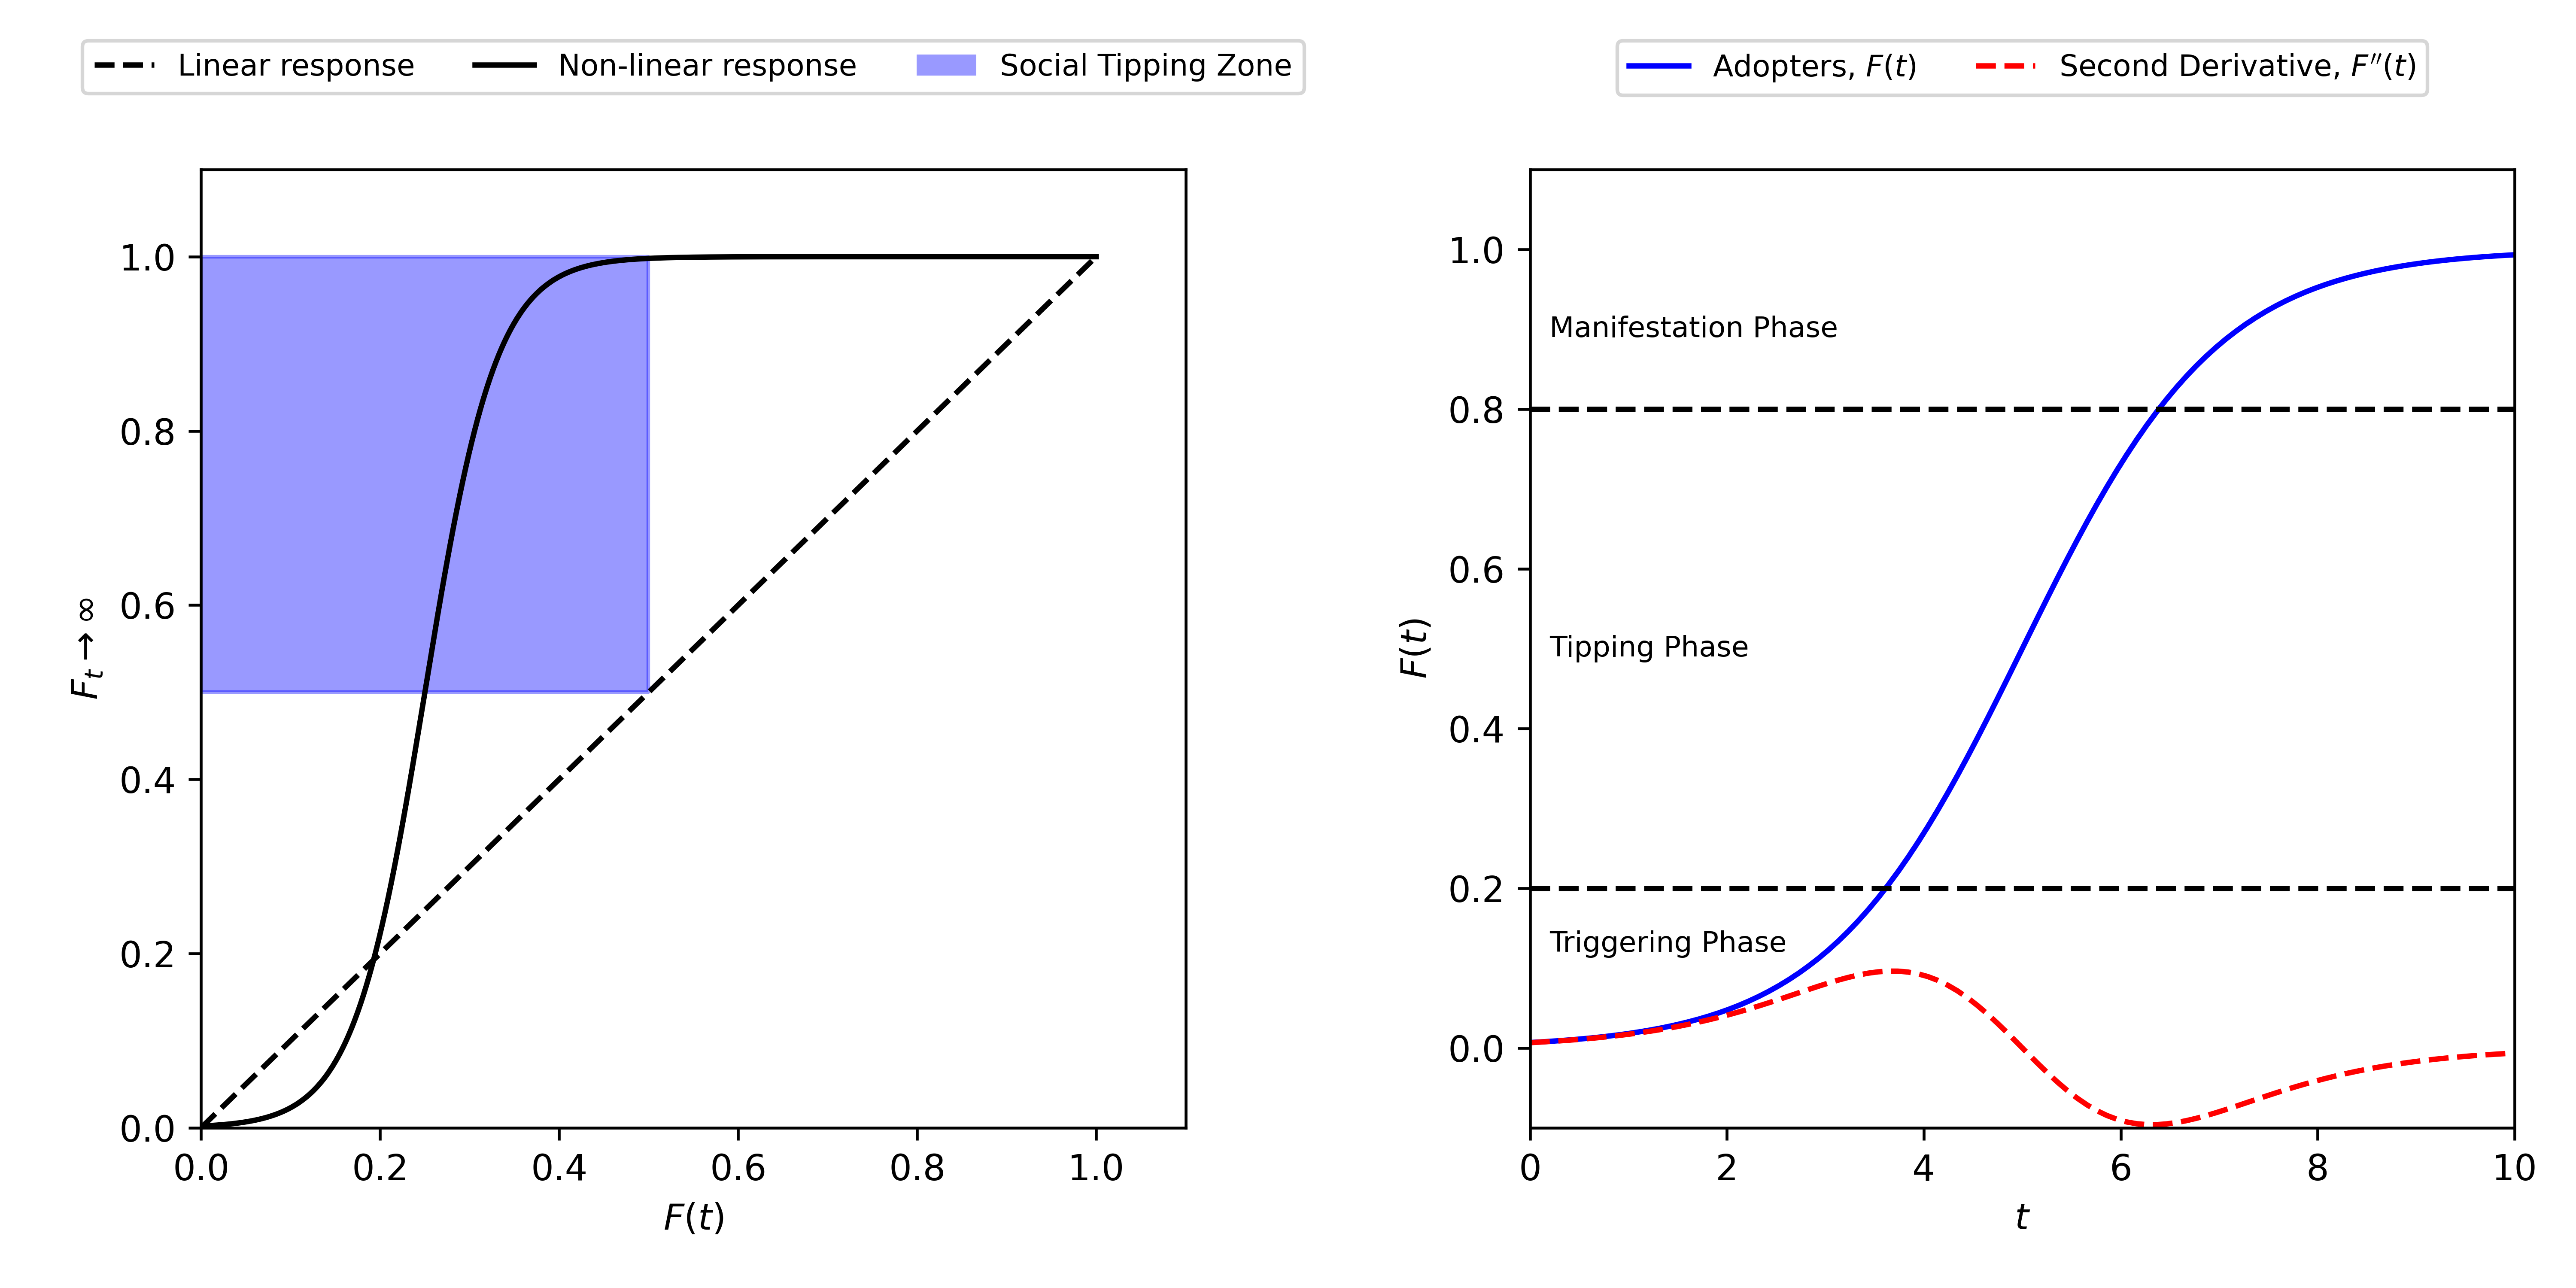 Linear response
Non-linear response
Social Tipping Zone
1.0
0.8
0.6
0.4
0.2
0.0
0.0 0.2 0.4 0.6 0.8 1.0
F_t → ∞
F(t)
Adopters, F(t)
Second Derivative, F″(t)
1.0
0.8
0.6
0.4
0.2
0.0
Manifestation Phase
Tipping Phase
Triggering Phase
0 2 4 6 8 10
F(t)
t